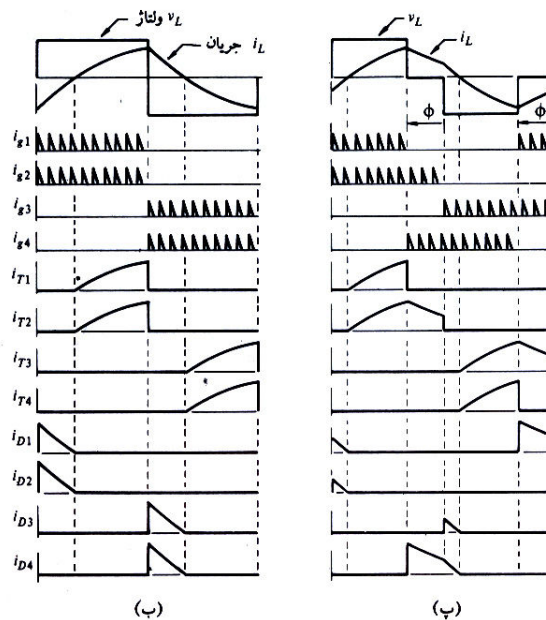 ولتاژ v_L
جریان i_L
i_g1
i_g2
i_g3
i_g4
i_T1
i_T2
i_T3
i_T4
i_D1
i_D2
i_D3
i_D4
(ب)
v_L
i_L
ϕ
ϕ
(پ)